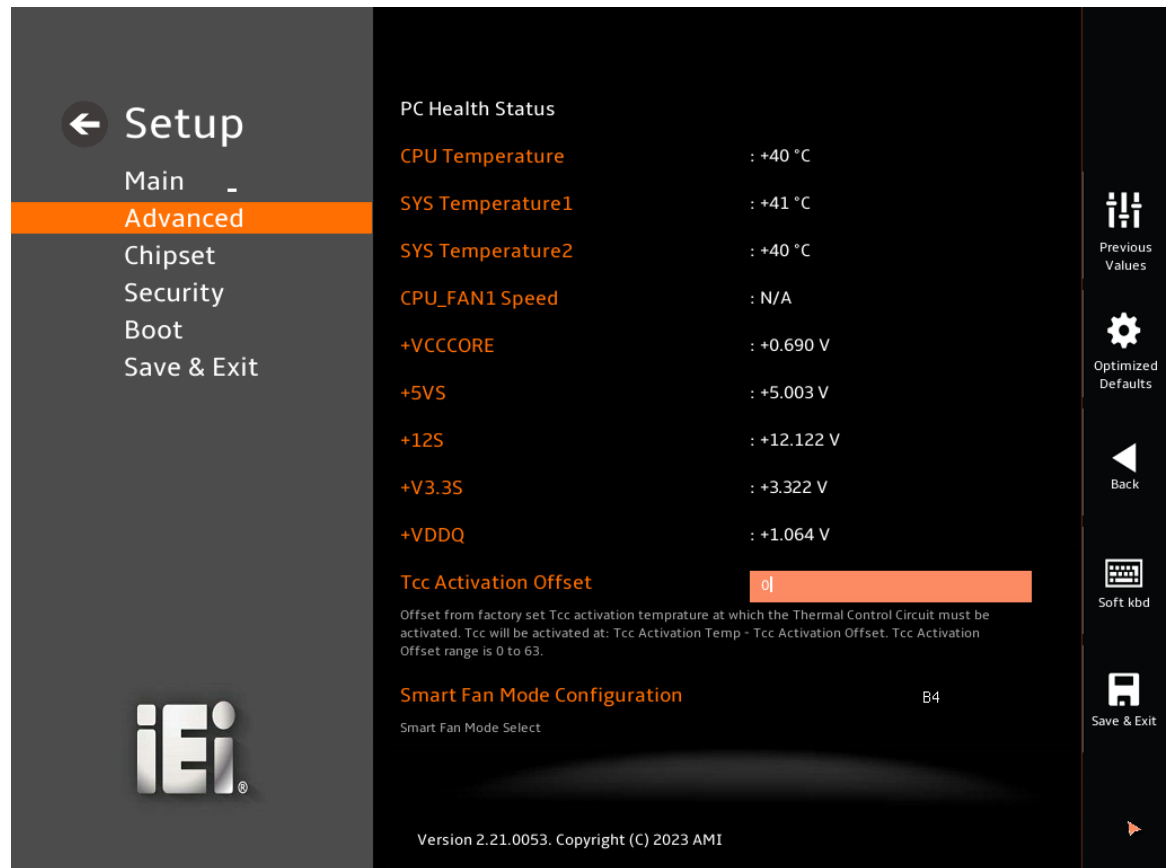 Setup
Main
Advanced
Chipset
Security
Boot
Save & Exit
iEi®
PC Health Status
CPU Temperature : +40 °C
SYS Temperature1 : +41 °C
SYS Temperature2 : +40 °C
CPU_FAN1 Speed : N/A
+VCCCORE : +0.690 V
+5VS : +5.003 V
+12S : +12.122 V
+V3.3S : +3.322 V
+VDDQ : +1.064 V
Tcc Activation Offset 0
Offset from factory set Tcc activation temprature at which the Thermal Control Circuit must be
activated. Tcc will be activated at: Tcc Activation Temp - Tcc Activation Offset. Tcc Activation
Offset range is 0 to 63.
Smart Fan Mode Configuration B4
Smart Fan Mode Select
Version 2.21.0053. Copyright (C) 2023 AMI
Previous
Values
Optimized
Defaults
Back
Soft kbd
Save & Exit